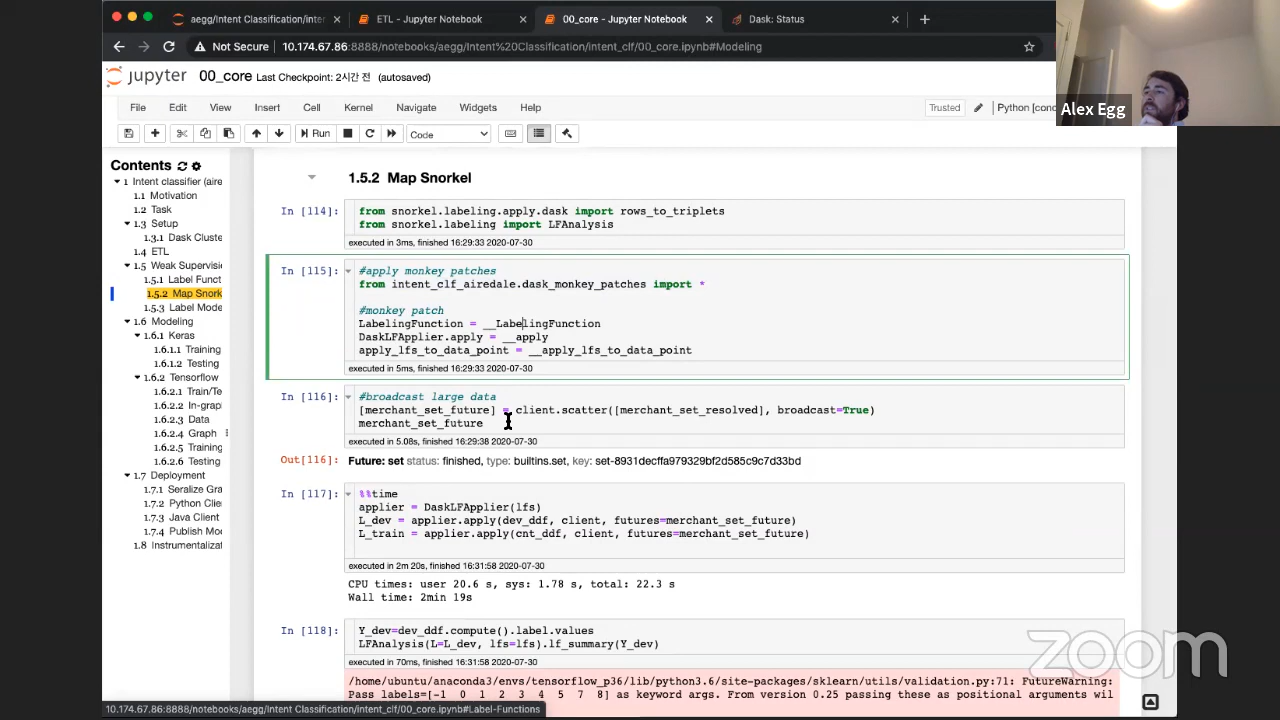 aegg/Intent Classification/inter
ETL - Jupyter Notebook
00_core - Jupyter Notebook
Dask: Status
Not Secure
10.174.67.86:8888/notebooks/aegg/Intent%20Classification/intent_clf/00_core.ipynb#Modeling
Alex Egg
jupyter
00_core
Last Checkpoint: 2시간 전 (autosaved)
File Edit View Insert Cell Kernel Navigate Widgets Help
Trusted
Python [con
Run
Code
Contents
1 Intent classifier (aire
1.1 Motivation
1.2 Task
1.3 Setup
1.3.1 Dask Cluste
1.4 ETL
1.5 Weak Supervisio
1.5.1 Label Funct
1.5.2 Map Snork
1.5.3 Label Mode
1.6 Modeling
1.6.1 Keras
1.6.1.1 Training
1.6.1.2 Testing
1.6.2 Tensorflow
1.6.2.1 Train/Te
1.6.2.2 In-graph
1.6.2.3 Data
1.6.2.4 Graph
1.6.2.5 Training
1.6.2.6 Testing
1.7 Deployment
1.7.1 Seralize Gra
1.7.2 Python Clien
1.7.3 Java Client
1.7.4 Publish Mod
1.8 Instrumentalizat
1.5.2 Map Snorkel
In [114]:
from snorkel.labeling.apply.dask import rows_to_triplets
from snorkel.labeling import LFAnalysis
executed in 3ms, finished 16:29:33 2020-07-30
In [115]:
#apply monkey patches
from intent_clf_airedale.dask_monkey_patches import *
#monkey patch
LabelingFunction = __LabelingFunction
DaskLFApplier.apply = __apply
apply_lfs_to_data_point = __apply_lfs_to_data_point
executed in 5ms, finished 16:29:33 2020-07-30
In [116]:
#broadcast large data
[merchant_set_future] = client.scatter([merchant_set_resolved], broadcast=True)
merchant_set_future
executed in 5.08s, finished 16:29:38 2020-07-30
Out[116]:
Future: set status: finished, type: builtins.set, key: set-8931decffa979329bf2d585c9c7d33bd
In [117]:
%%time
applier = DaskLFApplier(lfs)
L_dev = applier.apply(dev_ddf, client, futures=merchant_set_future)
L_train = applier.apply(cnt_ddf, client, futures=merchant_set_future)
executed in 2m 20s, finished 16:31:58 2020-07-30
CPU times: user 20.6 s, sys: 1.78 s, total: 22.3 s
Wall time: 2min 19s
In [118]:
Y_dev=dev_ddf.compute().label.values
LFAnalysis(L=L_dev, lfs=lfs).lf_summary(Y_dev)
executed in 70ms, finished 16:31:58 2020-07-30
/home/ubuntu/anaconda3/envs/tensorflow_p36/lib/python3.6/site-packages/sklearn/utils/validation.py:71: FutureWarning:
Pass labels=[-1 0 1 2 3 4 5 7 8] as keyword args. From version 0.25 passing these as positional arguments wil
10.174.67.86:8888/notebooks/aegg/Intent Classification/intent_clf/00_core.ipynb#Label-Functions
zoom